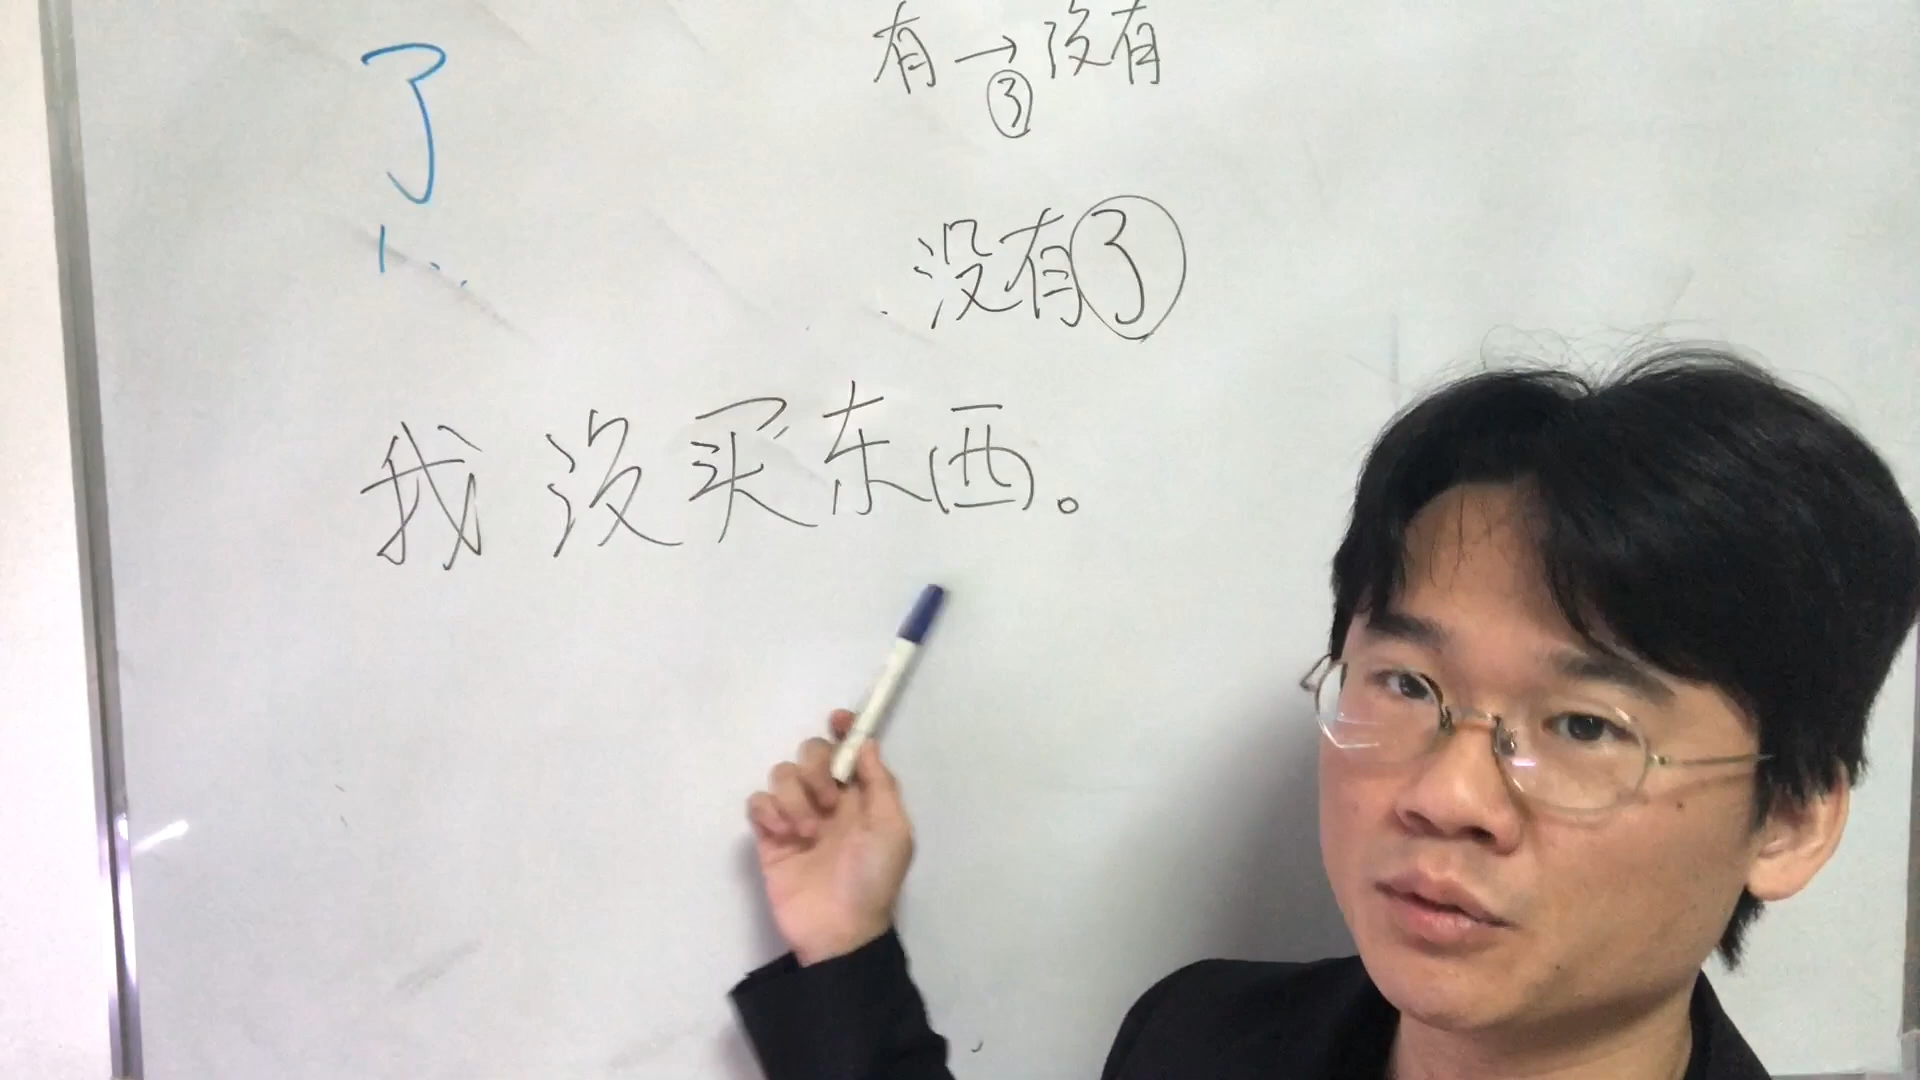 了
有→没有
了
没有了
我没买东西。